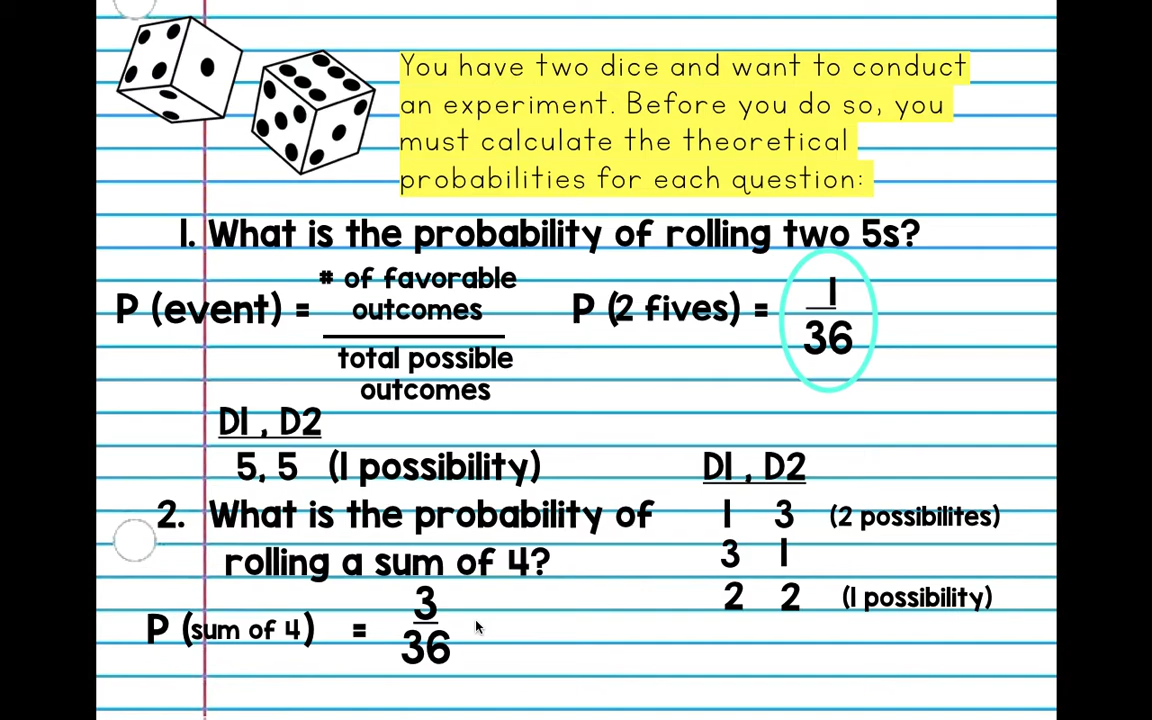 You have two dice and want to conduct
an experiment. Before you do so, you
must calculate the theoretical
probabilities for each question:
1. What is the probability of rolling two 5s?
P (event) = # of favorable
outcomes
total possible
outcomes
P (2 fives) = 1
36
D1 , D2
5, 5 (1 possibility)
2. What is the probability of
rolling a sum of 4?
P (sum of 4) = 3
36
D1 , D2
1 3 (2 possibilites)
3 1
2 2 (1 possibility)